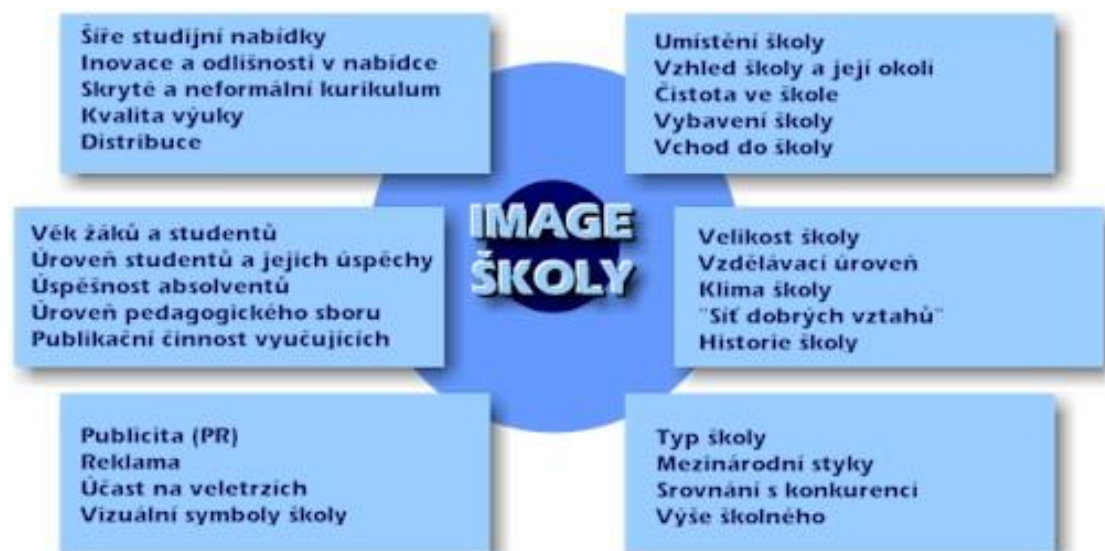 Šíře studijní nabídky
Inovace a odlišnosti v nabídce
Skryté a neformální kurikulum
Kvalita výuky
Distribuce
Umístění školy
Vzhled školy a její okolí
Čistota ve škole
Vybavení školy
Vchod do školy
IMAGE
ŠKOLY
Věk žáků a studentů
Úroveň studentů a jejich úspěchy
Úspěšnost absolventů
Úroveň pedagogického sboru
Publikační činnost vyučujících
Velikost školy
Vzdělávací úroveň
Klima školy
"Síť dobrých vztahů"
Historie školy
Publicita (PR)
Reklama
Účast na veletrzích
Vizuální symboly školy
Typ školy
Mezinárodní styky
Srovnání s konkurencí
Výše školného